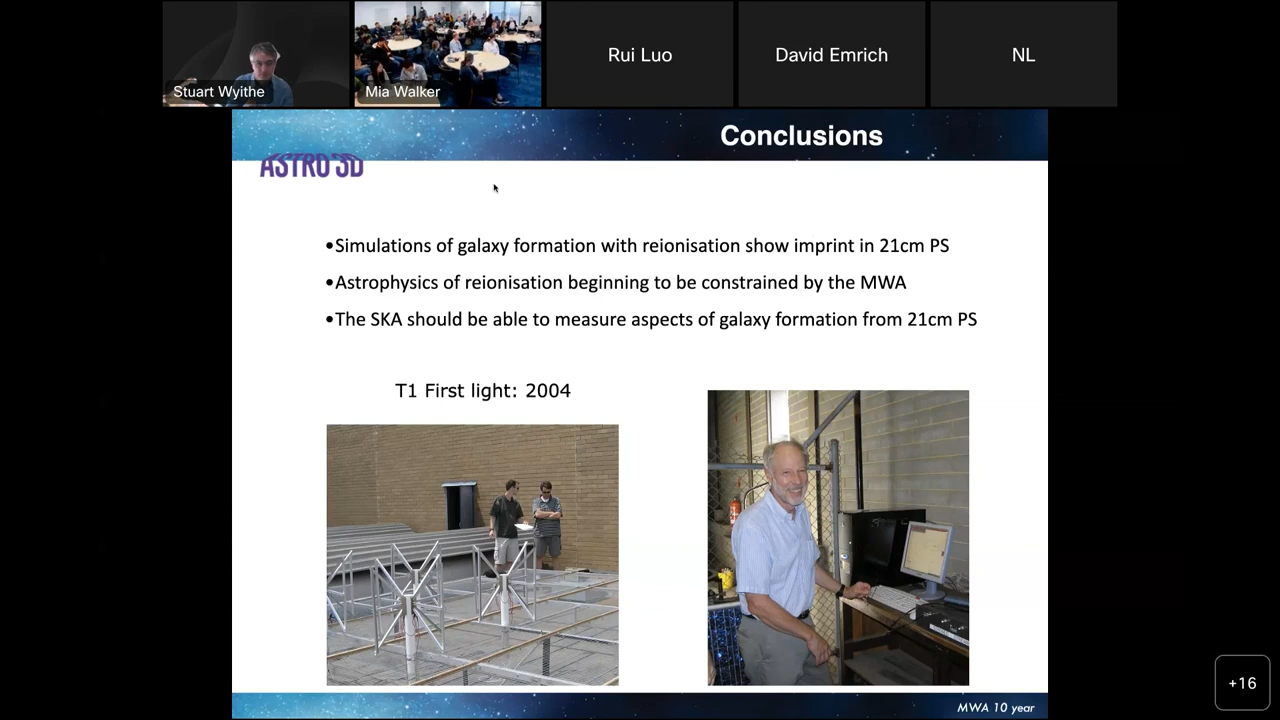 Stuart Wyithe
Mia Walker
Rui Luo
David Emrich
NL
Conclusions
ASTRO 3D
•Simulations of galaxy formation with reionisation show imprint in 21cm PS
•Astrophysics of reionisation beginning to be constrained by the MWA
•The SKA should be able to measure aspects of galaxy formation from 21cm PS
T1 First light: 2004
MWA 10 year
+16